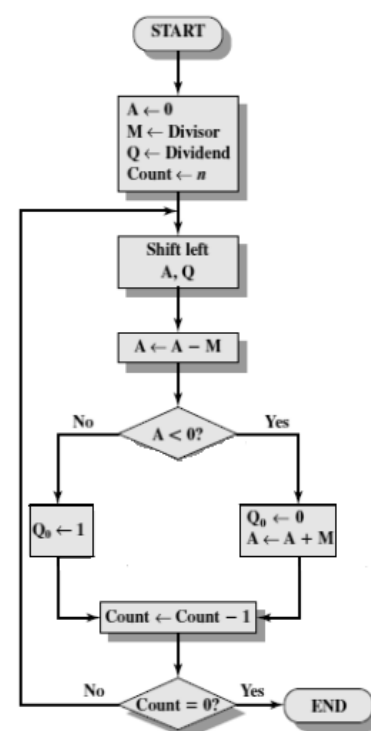 START
A ← 0
M ← Divisor
Q ← Dividend
Count ← n
Shift left
A, Q
A ← A − M
No
A < 0?
Yes
Q₀ ← 1
Q₀ ← 0
A ← A + M
Count ← Count − 1
No
Count = 0?
Yes
END